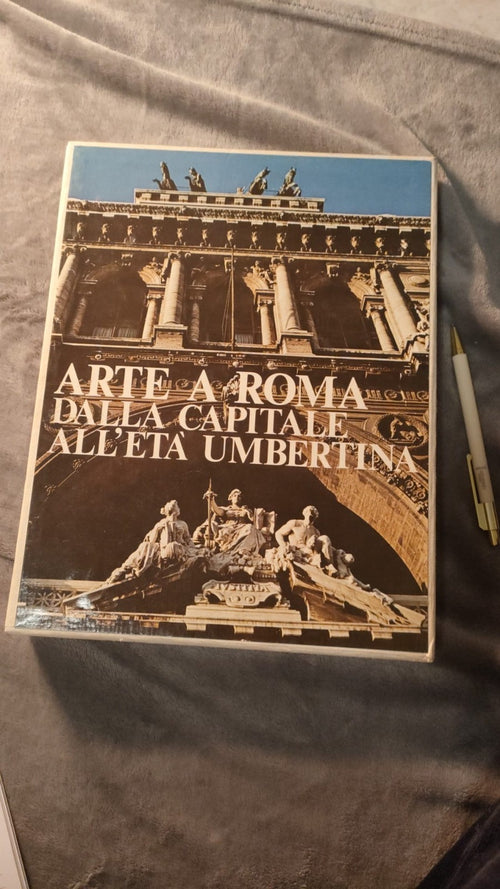 ARTE A ROMA
DALLA CAPITALE
ALL'ETÀ UMBERTINA